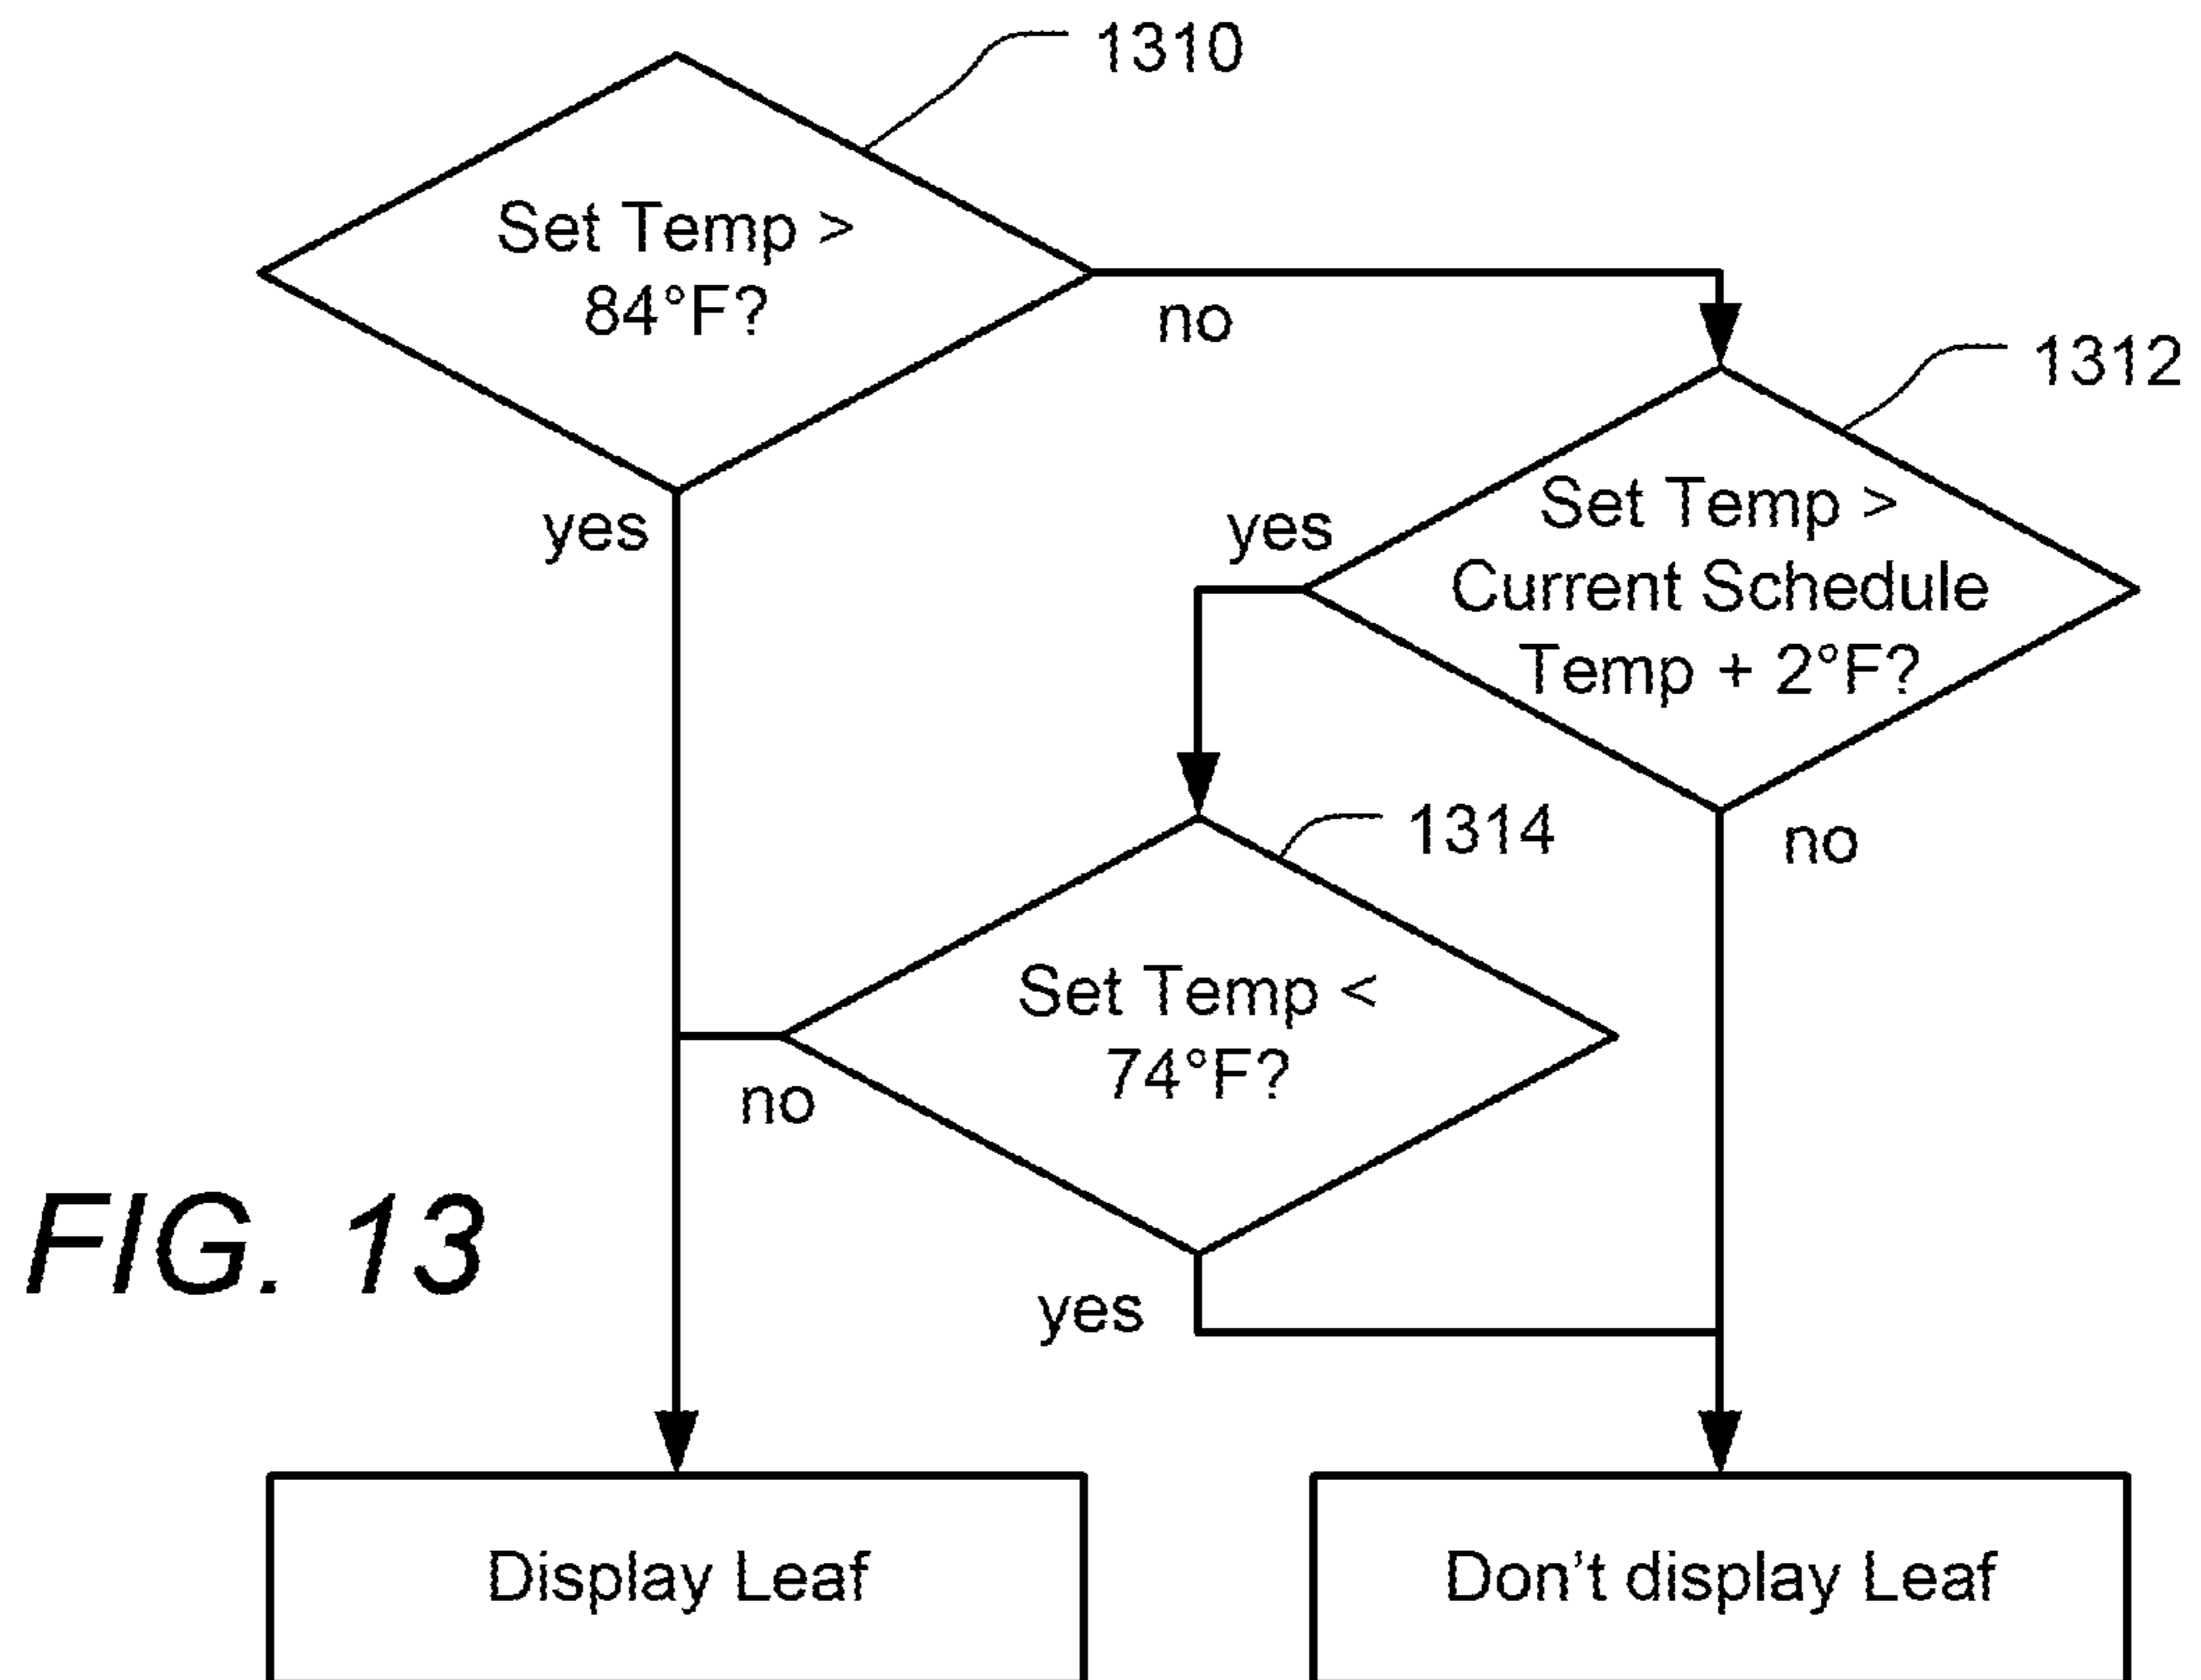 1310
Set Temp >
84°F?
no
1312
yes
Set Temp >
Current Schedule
Temp + 2°F?
yes
1314
no
Set Temp <
74°F?
no
FIG. 13
yes
Display Leaf
Don't display Leaf